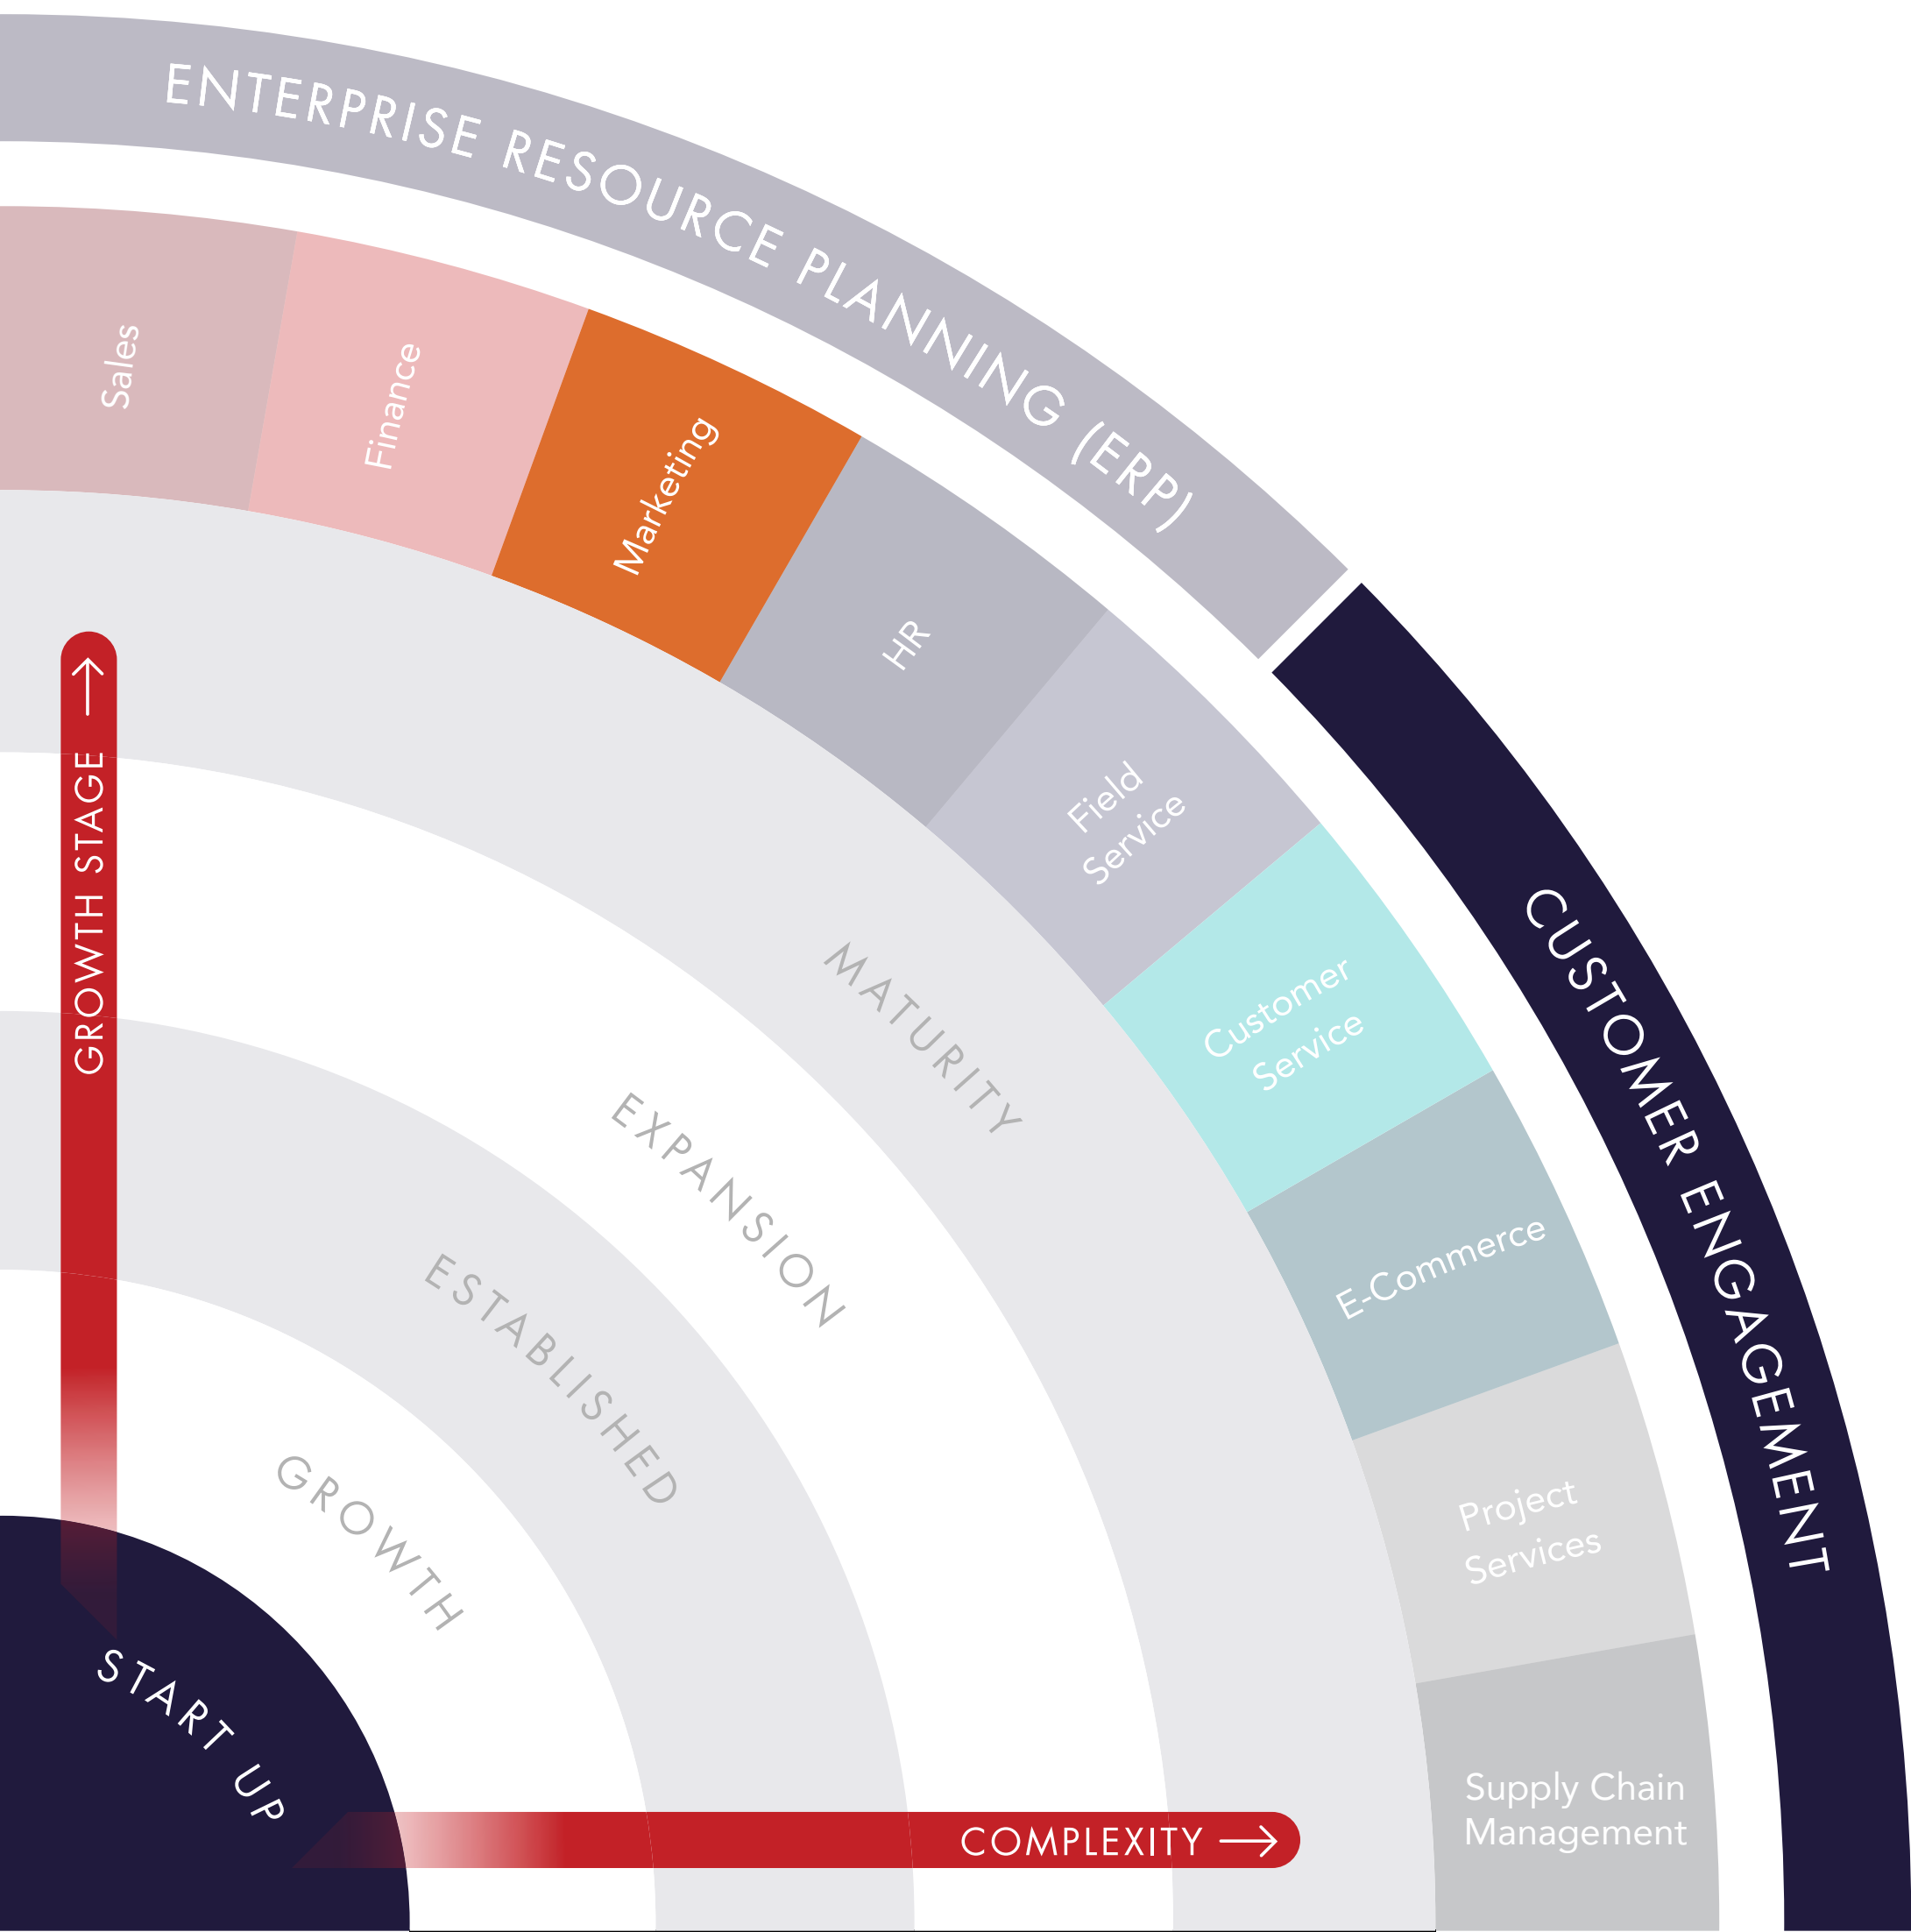 ENTERPRISE RESOURCE PLANNING (ERP)
CUSTOMER ENGAGEMENT
Sales
Finance
Marketing
HR
Field
Service
Customer
Service
E-Commerce
Project
Services
Supply Chain
Management
MATURITY
EXPANSION
ESTABLISHED
GROWTH
START UP
GROWTH STAGE
COMPLEXITY